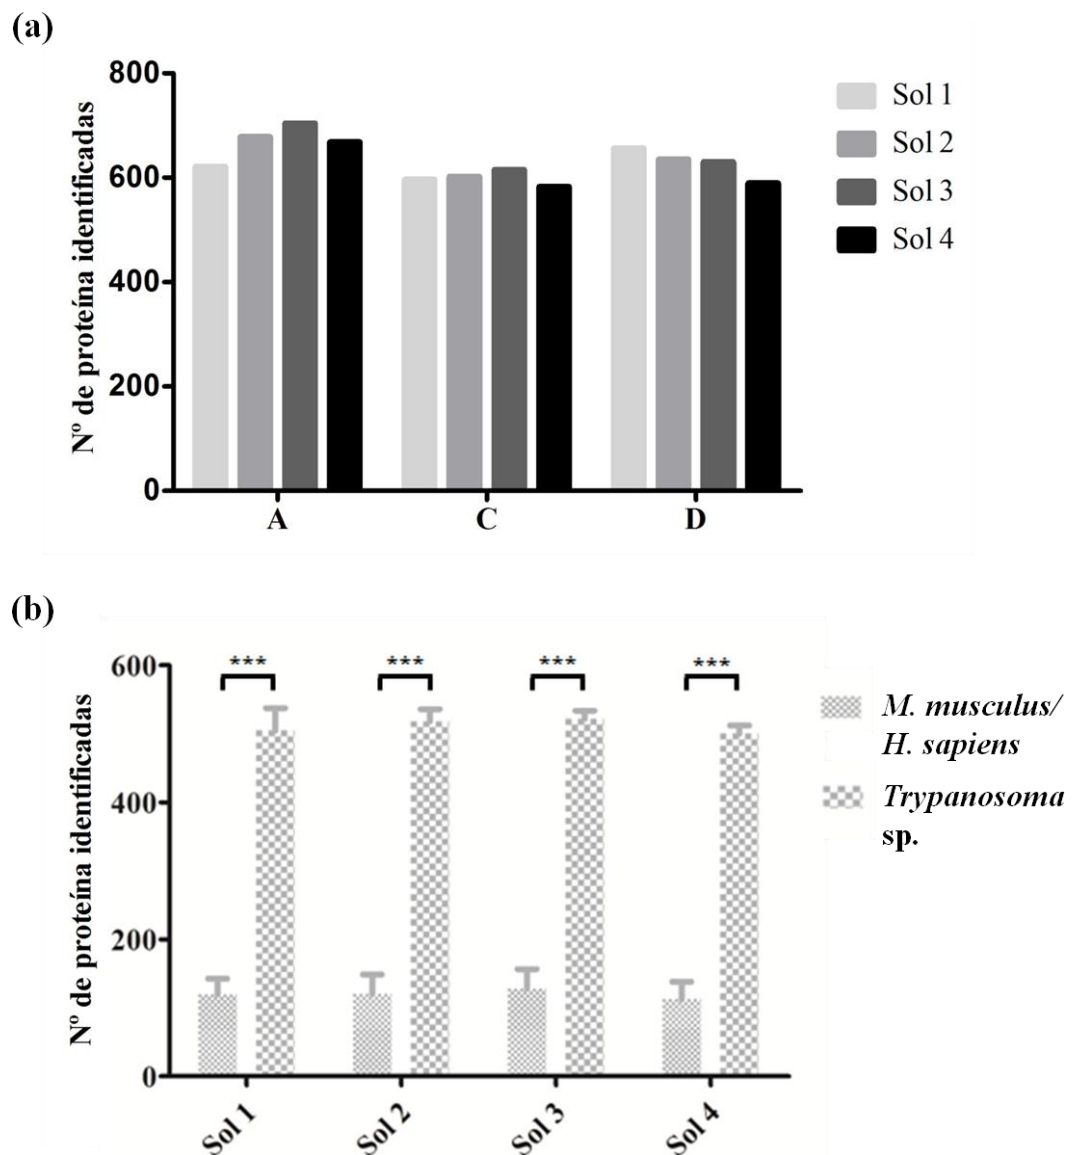 (a)
Nº de proteína identificadas
800
600
400
200
0
A
C
D
Sol 1
Sol 2
Sol 3
Sol 4
(b)
Nº de proteína identificadas
600
400
200
0
***
***
***
***
Sol 1
Sol 2
Sol 3
Sol 4
M. musculus/
H. sapiens
Trypanosoma
sp.